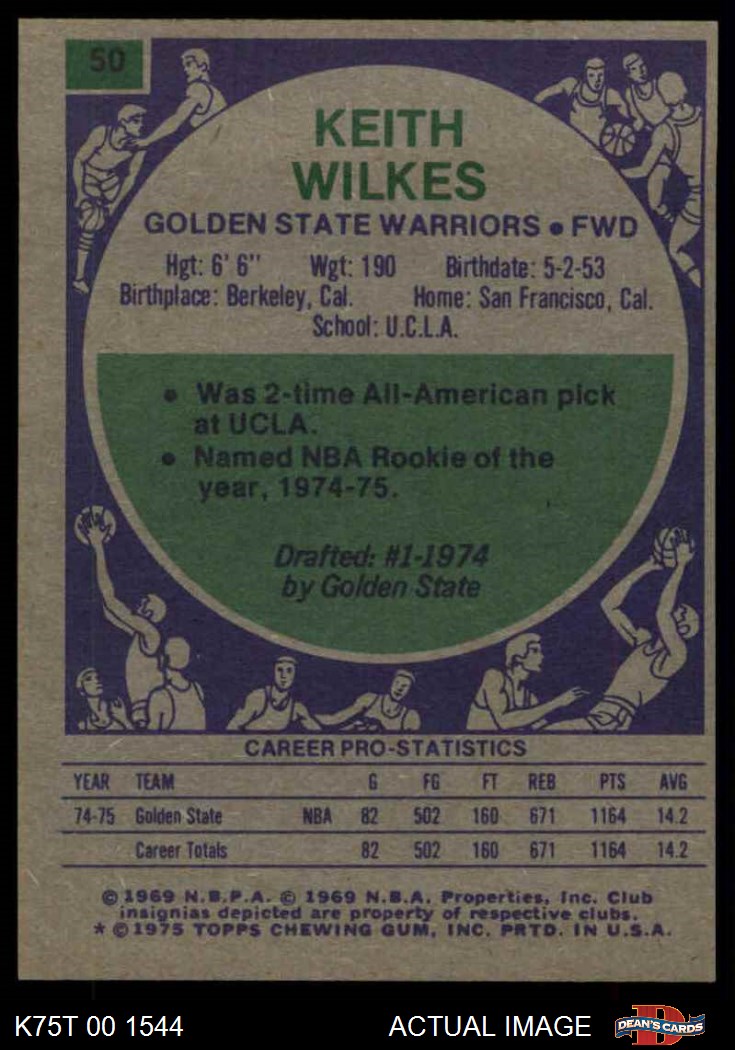 50
KEITH
WILKES
GOLDEN STATE WARRIORS • FWD
Hgt: 6' 6" Wgt: 190 Birthdate: 5-2-53
Birthplace: Berkeley, Cal. Home: San Francisco, Cal.
School: U.C.L.A.
• Was 2-time All-American pick
at UCLA.
• Named NBA Rookie of the
year, 1974-75.
Drafted: #1-1974
by Golden State
CAREER PRO-STATISTICS
YEAR TEAM G FG FT REB PTS AVG
74-75 Golden State NBA 82 502 160 671 1164 14.2
Career Totals 82 502 160 671 1164 14.2
© 1969 N.B.P.A. © 1969 N.B.A. Properties, Inc. Club
insignias depicted are property of respective clubs.
* © 1975 TOPPS CHEWING GUM, INC. PRTD. IN U.S.A.
K75T 00 1544 ACTUAL IMAGE D DEAN'S CARDS